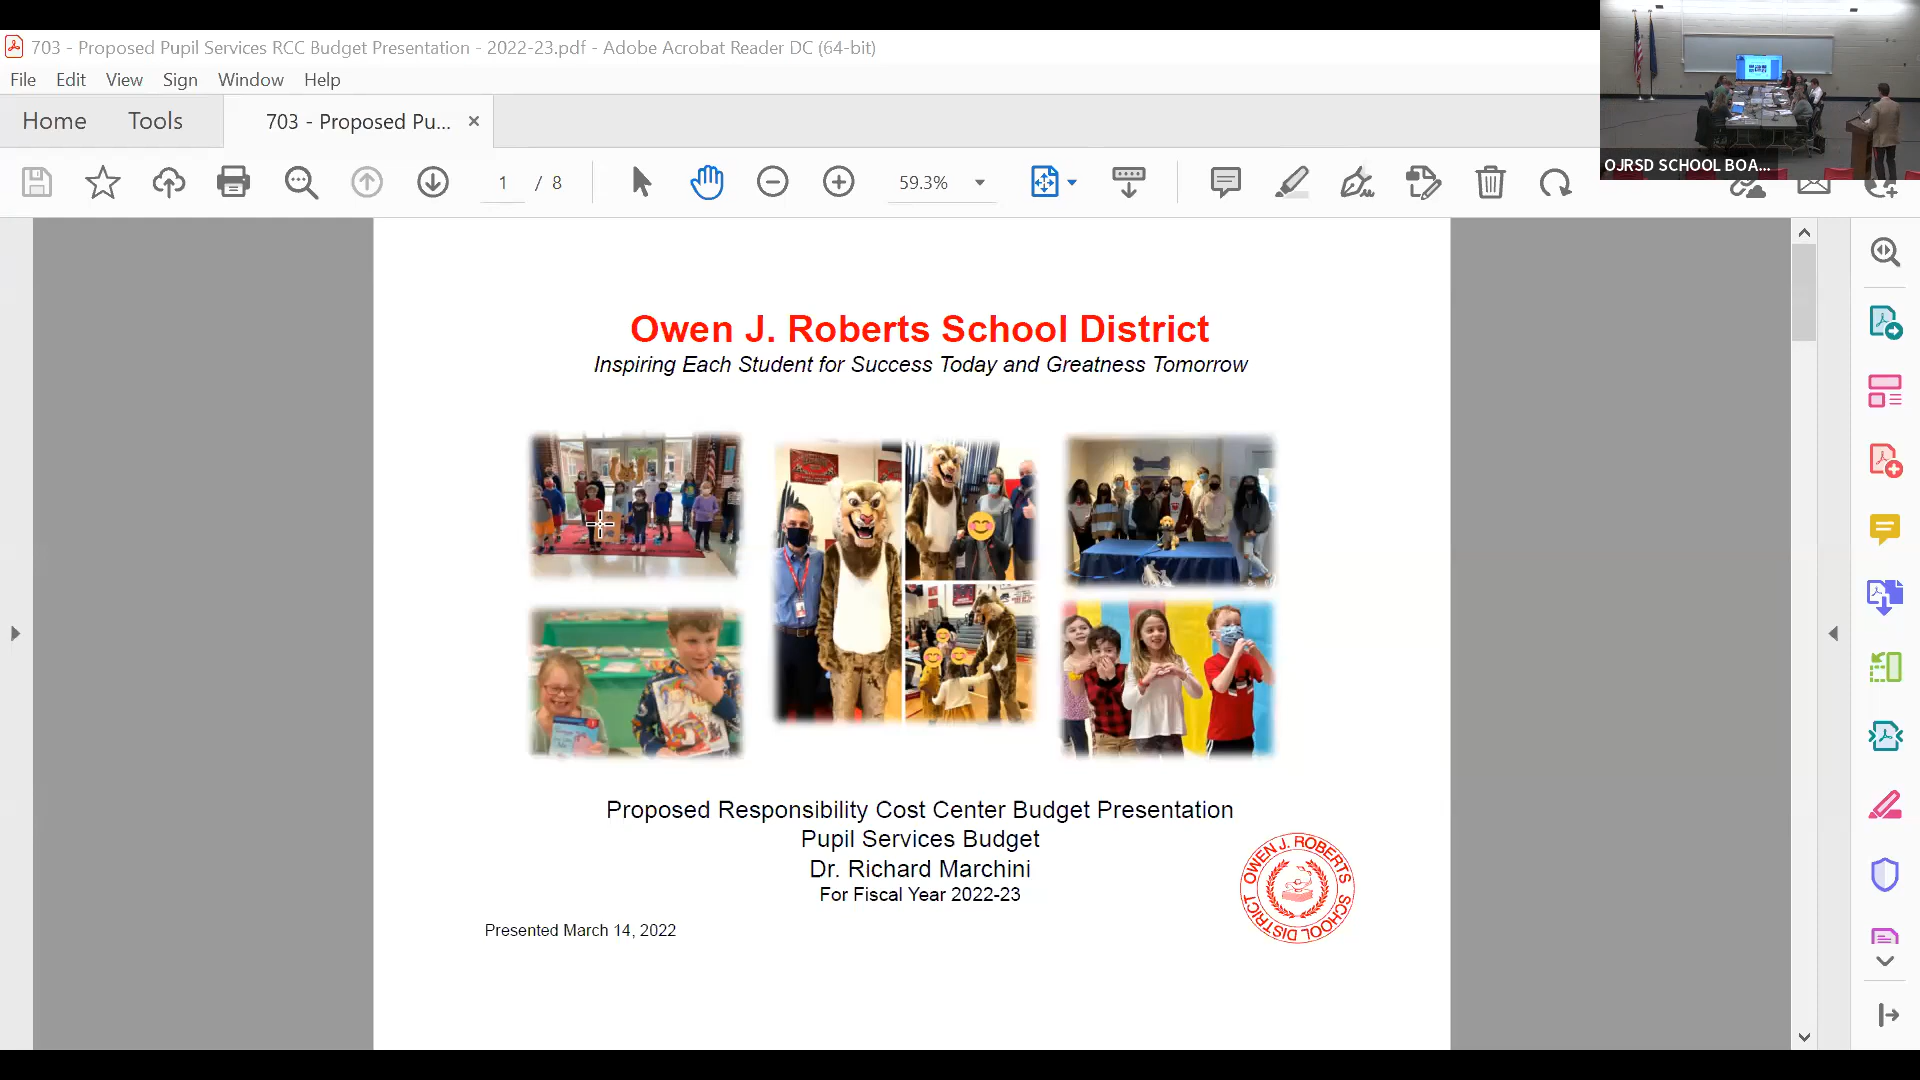 703 - Proposed Pupil Services RCC Budget Presentation - 2022-23.pdf - Adobe Acrobat Reader DC (64-bit)
File Edit View Sign Window Help
Home Tools 703 - Proposed Pu... ×
1 / 8 59.3%
OJRSD SCHOOL BOA...
Owen J. Roberts School District
Inspiring Each Student for Success Today and Greatness Tomorrow
Proposed Responsibility Cost Center Budget Presentation
Pupil Services Budget
Dr. Richard Marchini
For Fiscal Year 2022-23
OWEN J. ROBERTS SCHOOL DISTRICT
Presented March 14, 2022